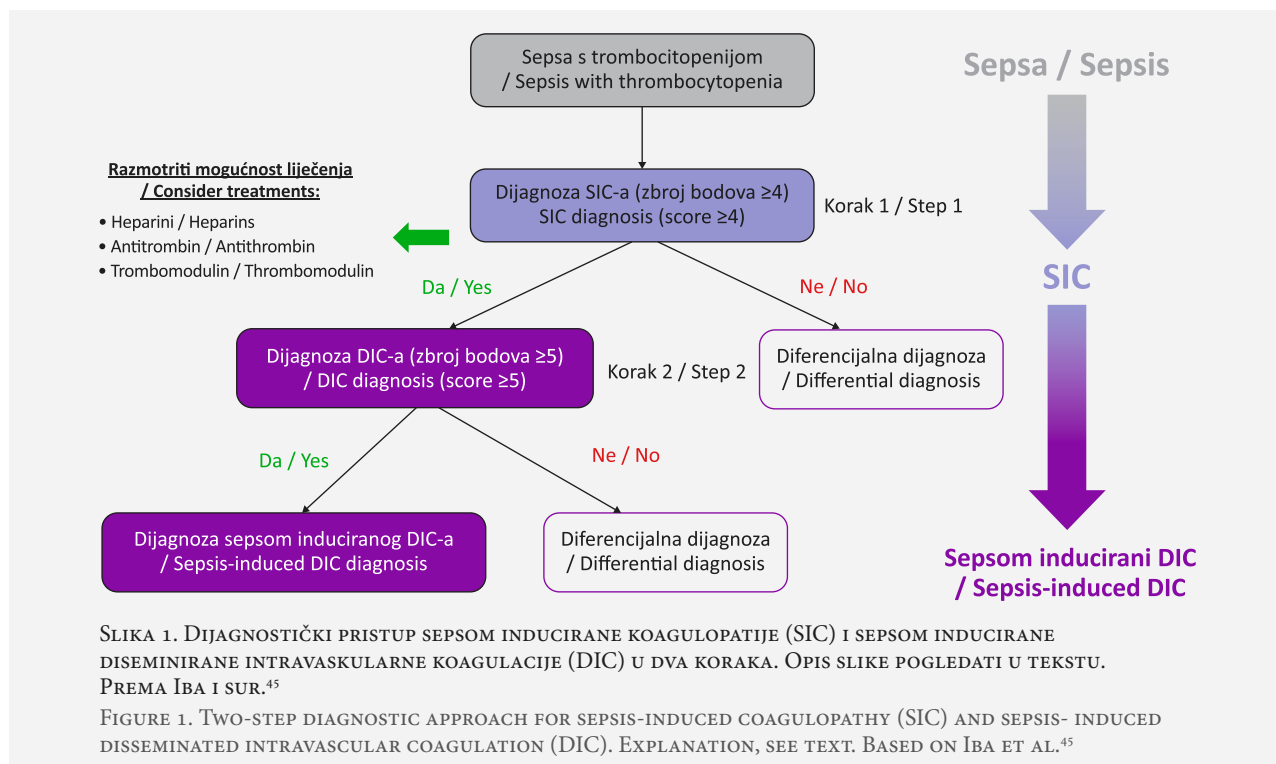 Sepsa s trombocitopenijom
/ Sepsis with thrombocytopenia
Sepsa / Sepsis
Razmotriti mogućnost liječenja
/ Consider treatments:
• Heparini / Heparins
• Antitrombin / Antithrombin
• Trombomodulin / Thrombomodulin
Dijagnoza SIC-a (zbroj bodova ≥4)
SIC diagnosis (score ≥4)
Korak 1 / Step 1
SIC
Da / Yes
Ne / No
Dijagnoza DIC-a (zbroj bodova ≥5)
/ DIC diagnosis (score ≥5)
Korak 2 / Step 2
Diferencijalna dijagnoza
/ Differential diagnosis
Da / Yes
Ne / No
Dijagnoza sepsom induciranog DIC-a
/ Sepsis-induced DIC diagnosis
Diferencijalna dijagnoza
/ Differential diagnosis
Sepsom inducirani DIC
/ Sepsis-induced DIC
Slika 1. Dijagnostički pristup sepsom inducirane koagulopatije (SIC) i sepsom inducirane
diseminirane intravaskularne koagulacije (DIC) u dva koraka. Opis slike pogledati u tekstu.
Prema Iba i sur.⁴⁵
Figure 1. Two-step diagnostic approach for sepsis-induced coagulopathy (SIC) and sepsis- induced
disseminated intravascular coagulation (DIC). Explanation, see text. Based on Iba et al.⁴⁵